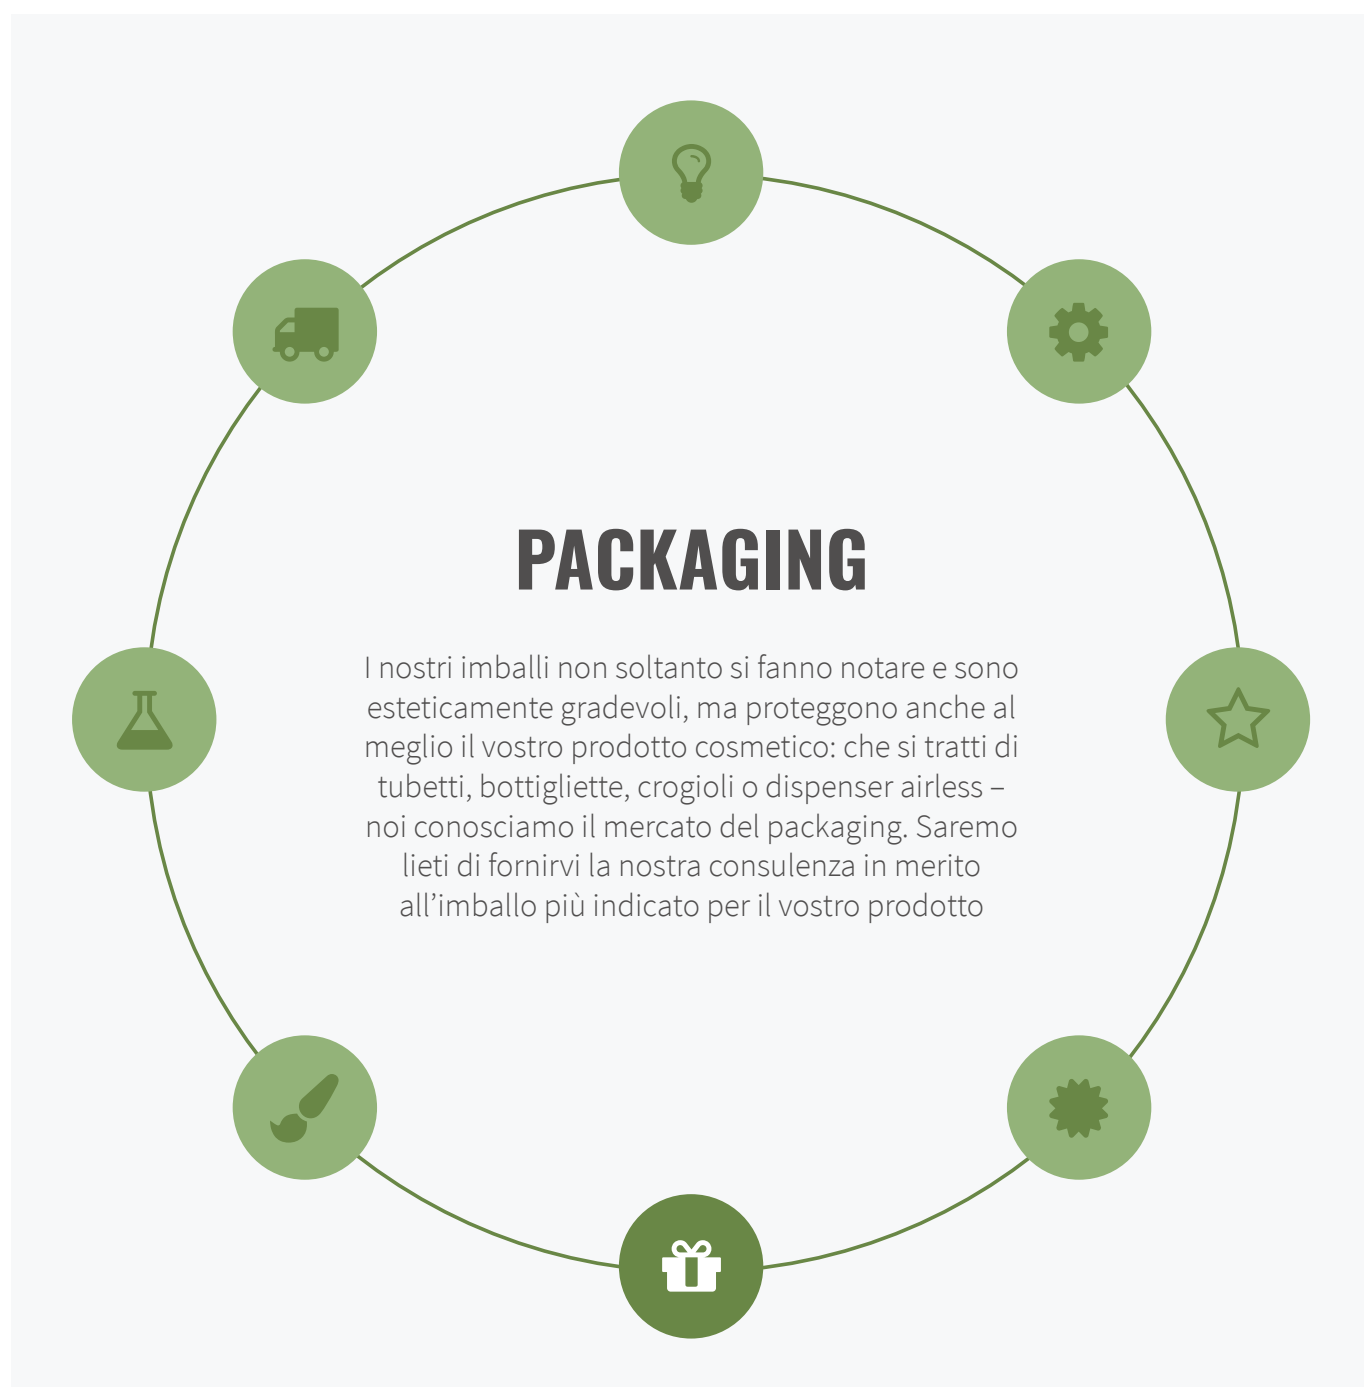 PACKAGING
I nostri imballi non soltanto si fanno notare e sono
esteticamente gradevoli, ma proteggono anche al
meglio il vostro prodotto cosmetico: che si tratti di
tubetti, bottigliette, crogioli o dispenser airless –
noi conosciamo il mercato del packaging. Saremo
lieti di fornirvi la nostra consulenza in merito
all’imballo più indicato per il vostro prodotto